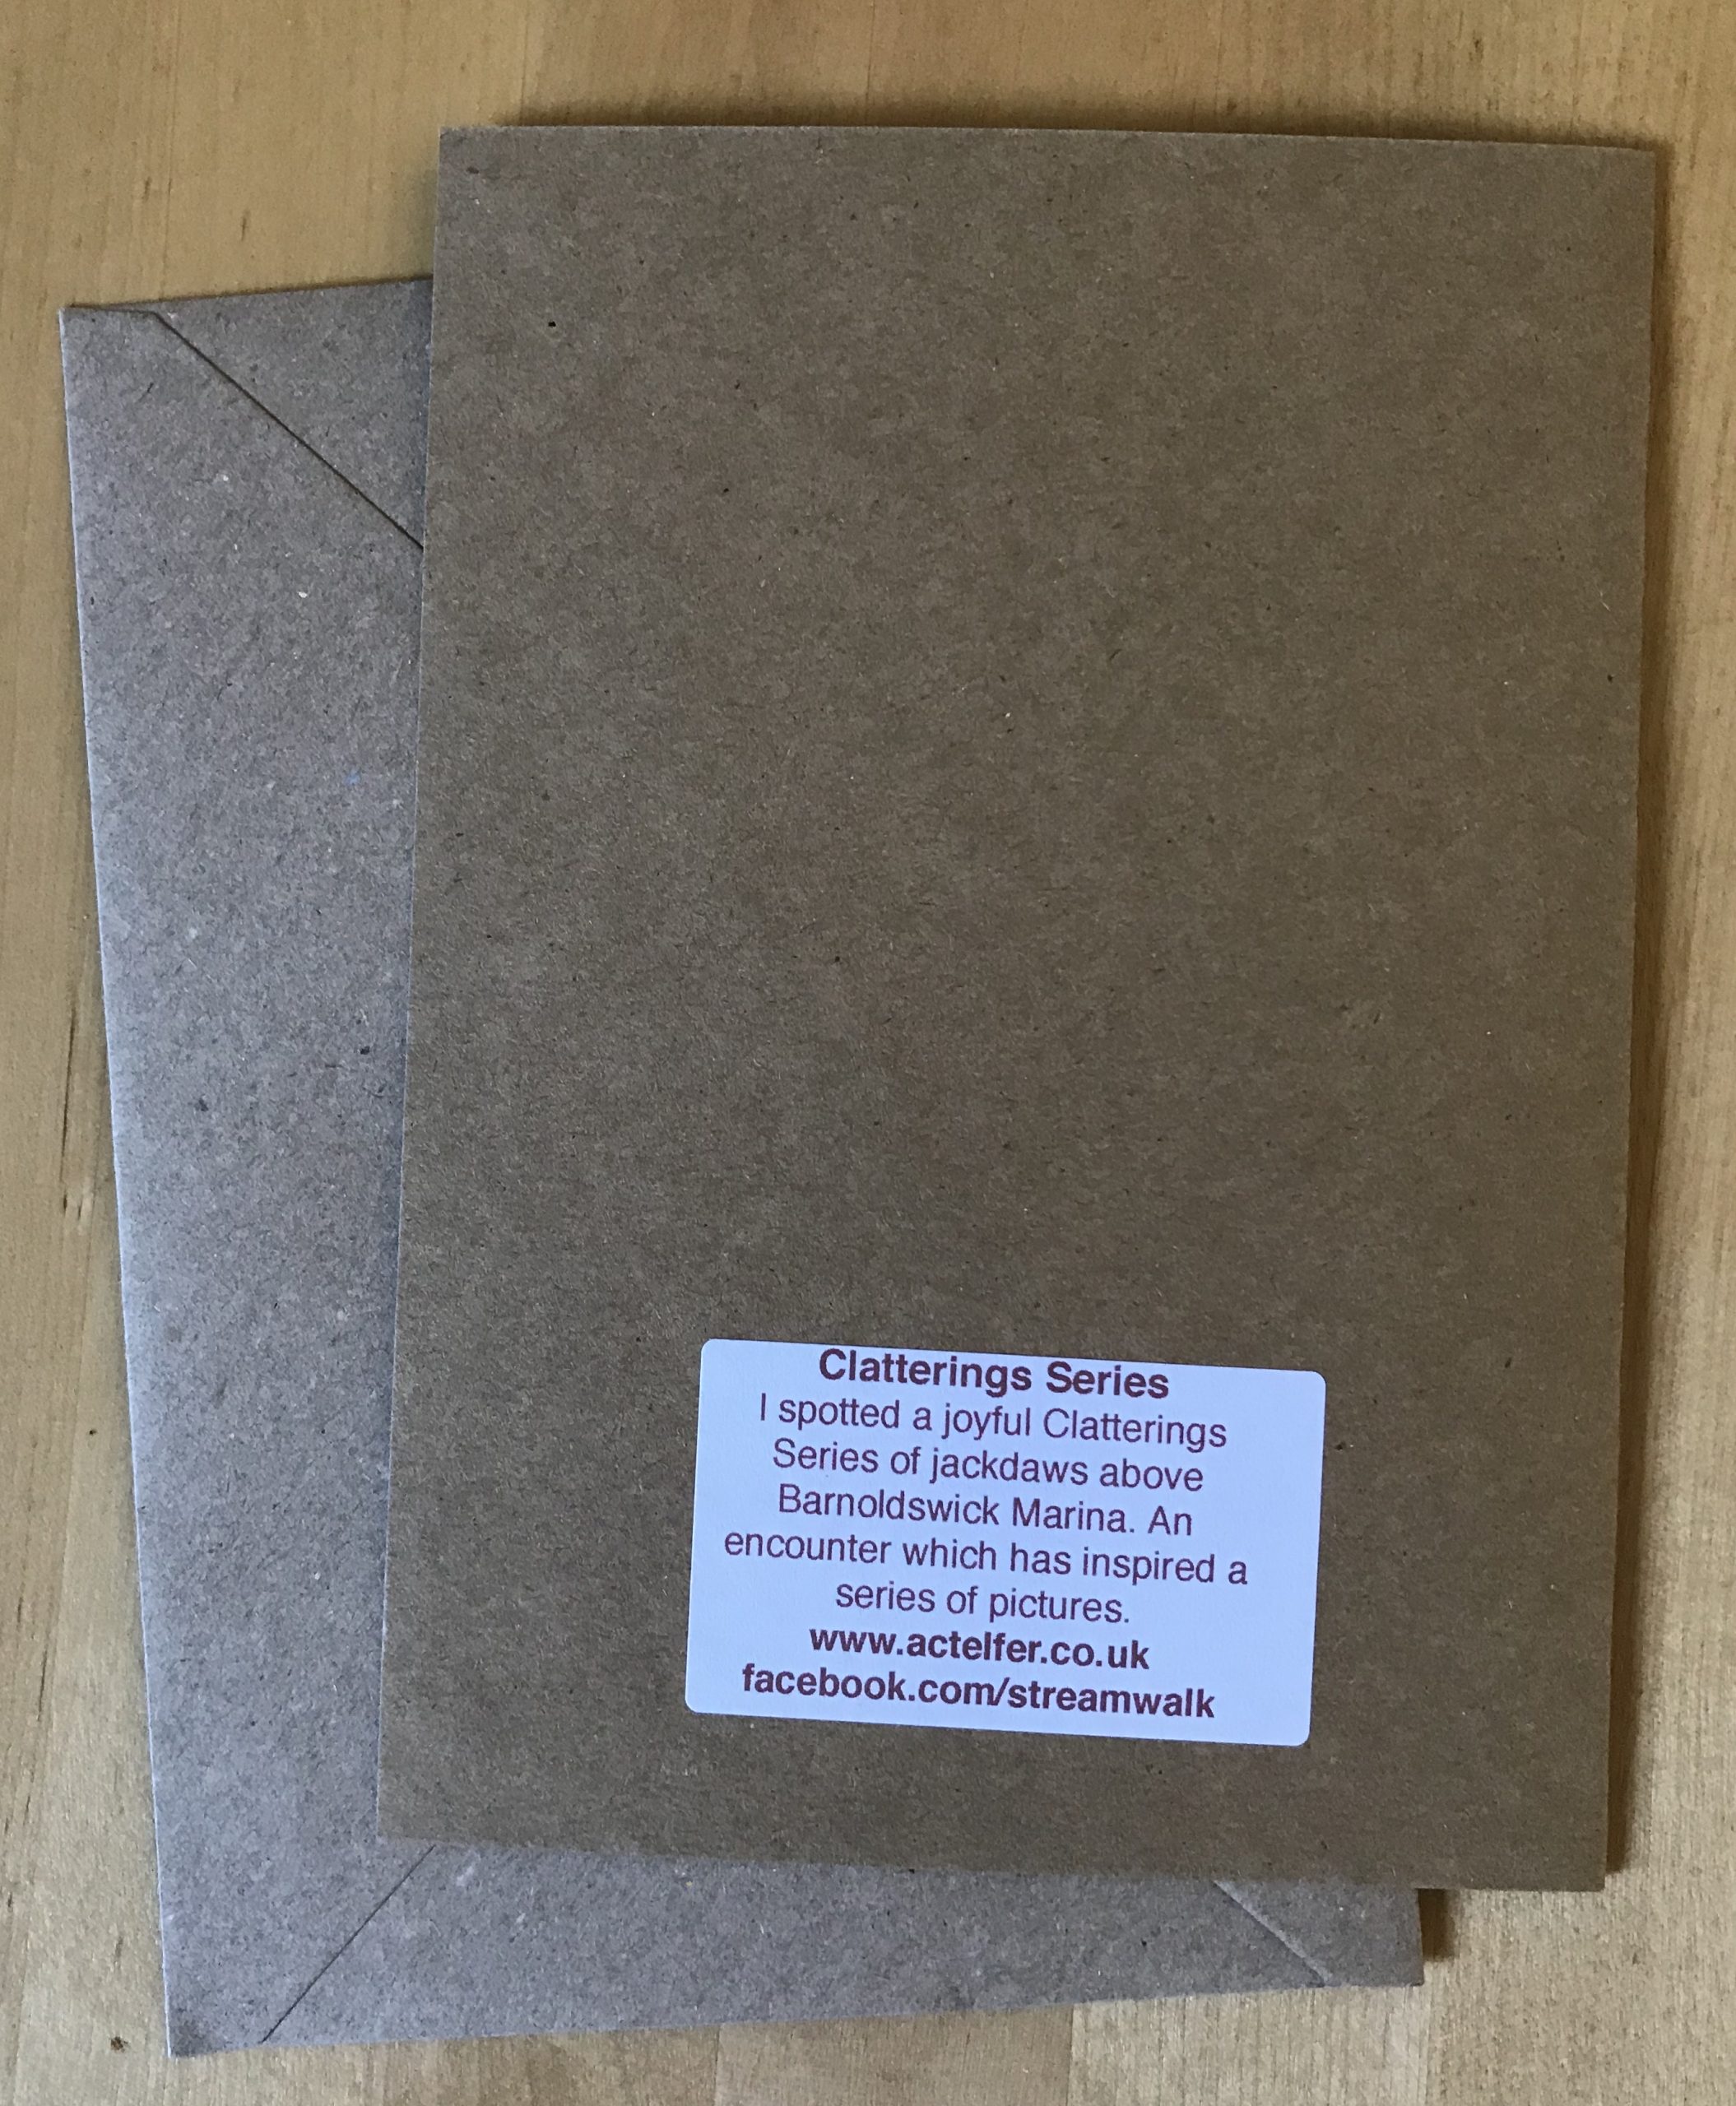 Clatterings Series
I spotted a joyful Clatterings
Series of jackdaws above
Barnoldswick Marina. An
encounter which has inspired a
series of pictures.
www.actelfer.co.uk
facebook.com/streamwalk